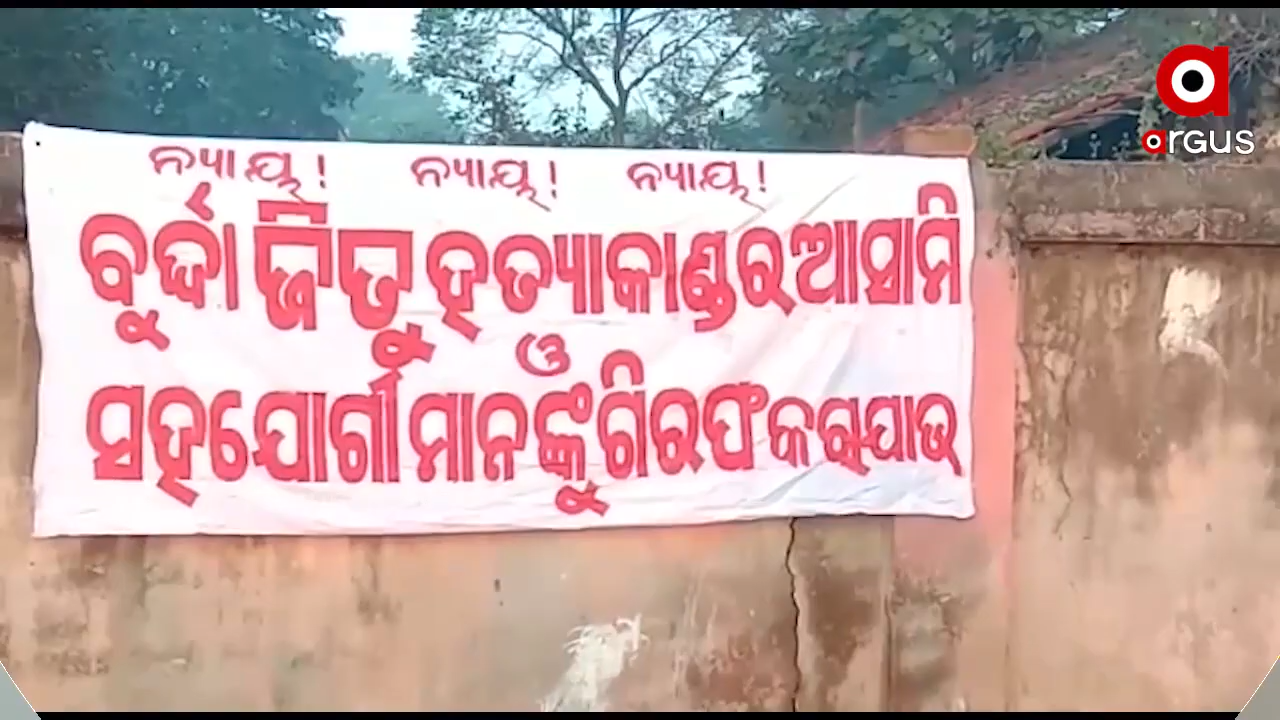 ନ୍ୟାୟ! ନ୍ୟାୟ! ନ୍ୟାୟ!
ବୁର୍ଦ୍ଦା ଜିତୁ ହତ୍ୟାକାଣ୍ଡର ଆସାମି
ଓ
ସହଯୋଗୀମାନଙ୍କୁ ଗିରଫ କରାଯାଉ
argus